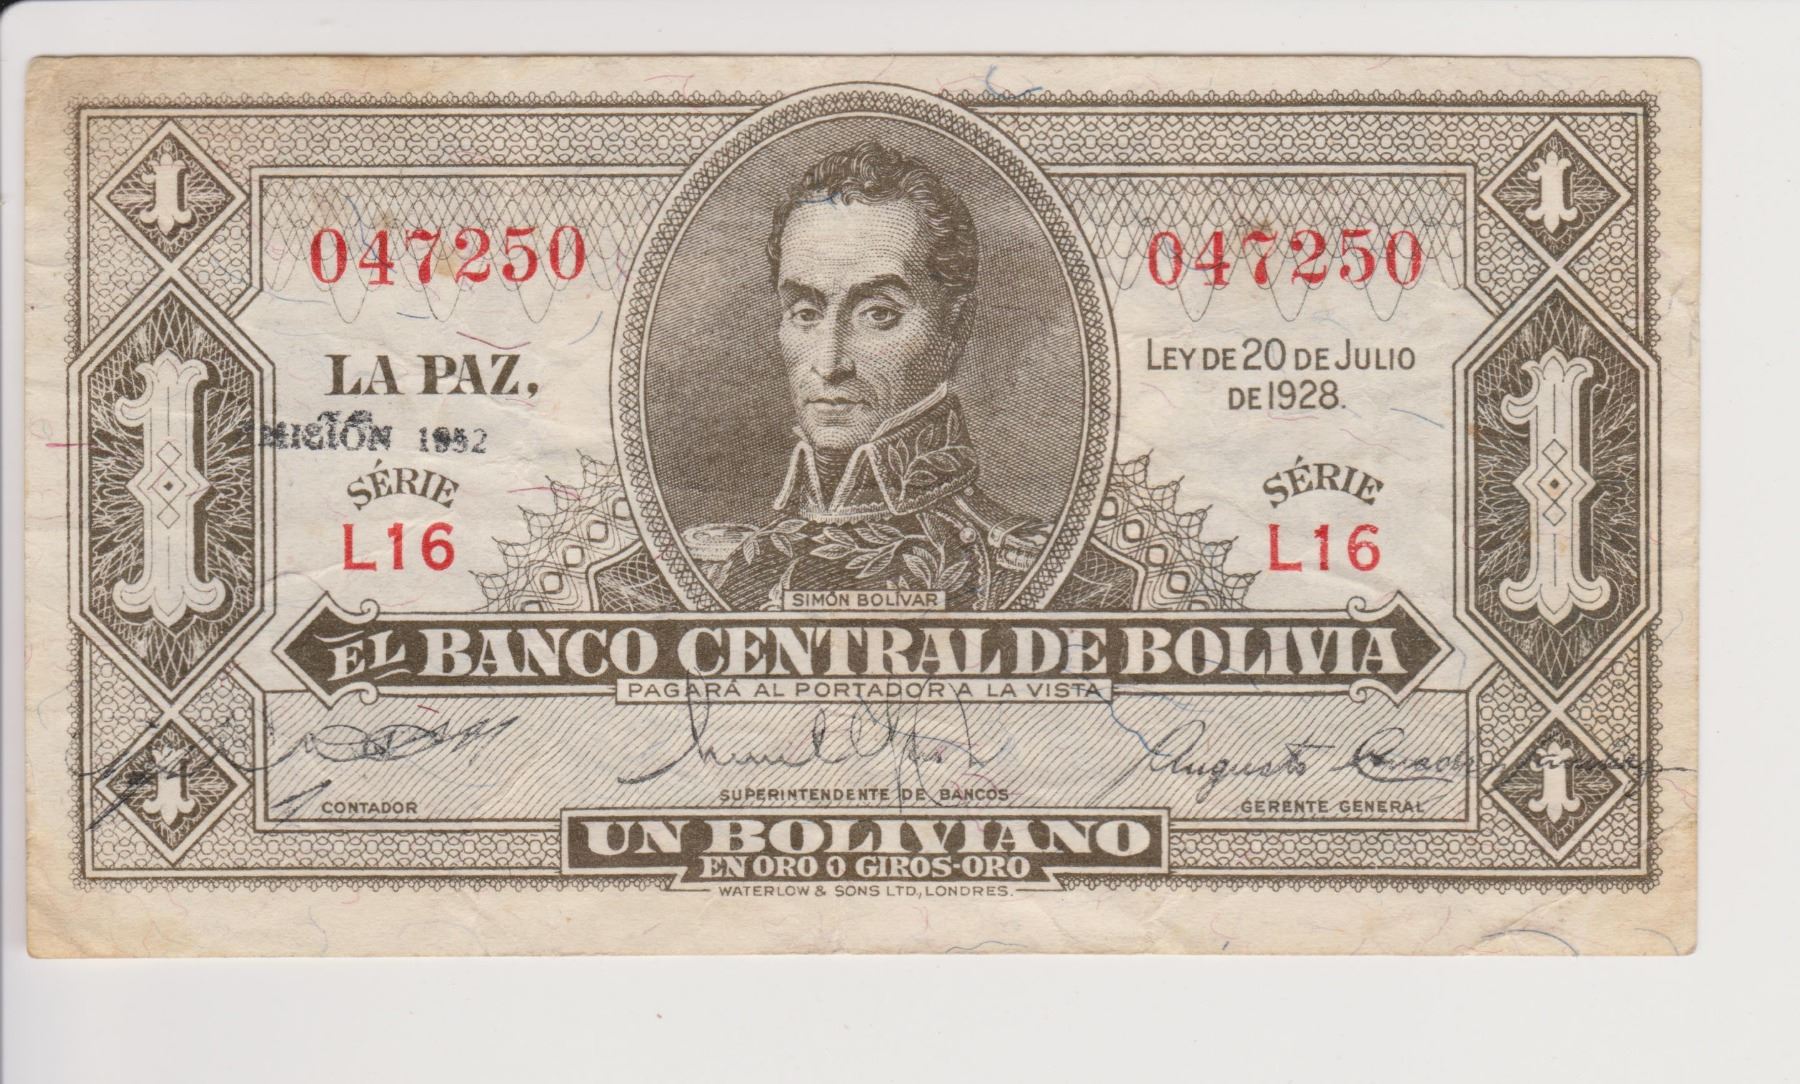 1 1
047250 047250
LA PAZ, LEY DE 20 DE JULIO
DE 1928.
EMISIÓN 1952
SÉRIE SÉRIE
L16 L16
1 1
SIMÓN BOLÍVAR
EL BANCO CENTRAL DE BOLIVIA
PAGARÁ AL PORTADOR A LA VISTA
Augusto
CONTADOR SUPERINTENDENTE DE BANCOS GERENTE GENERAL
1 1
UN BOLIVIANO
EN ORO O GIROS-ORO
WATERLOW & SONS LTD, LONDRES.